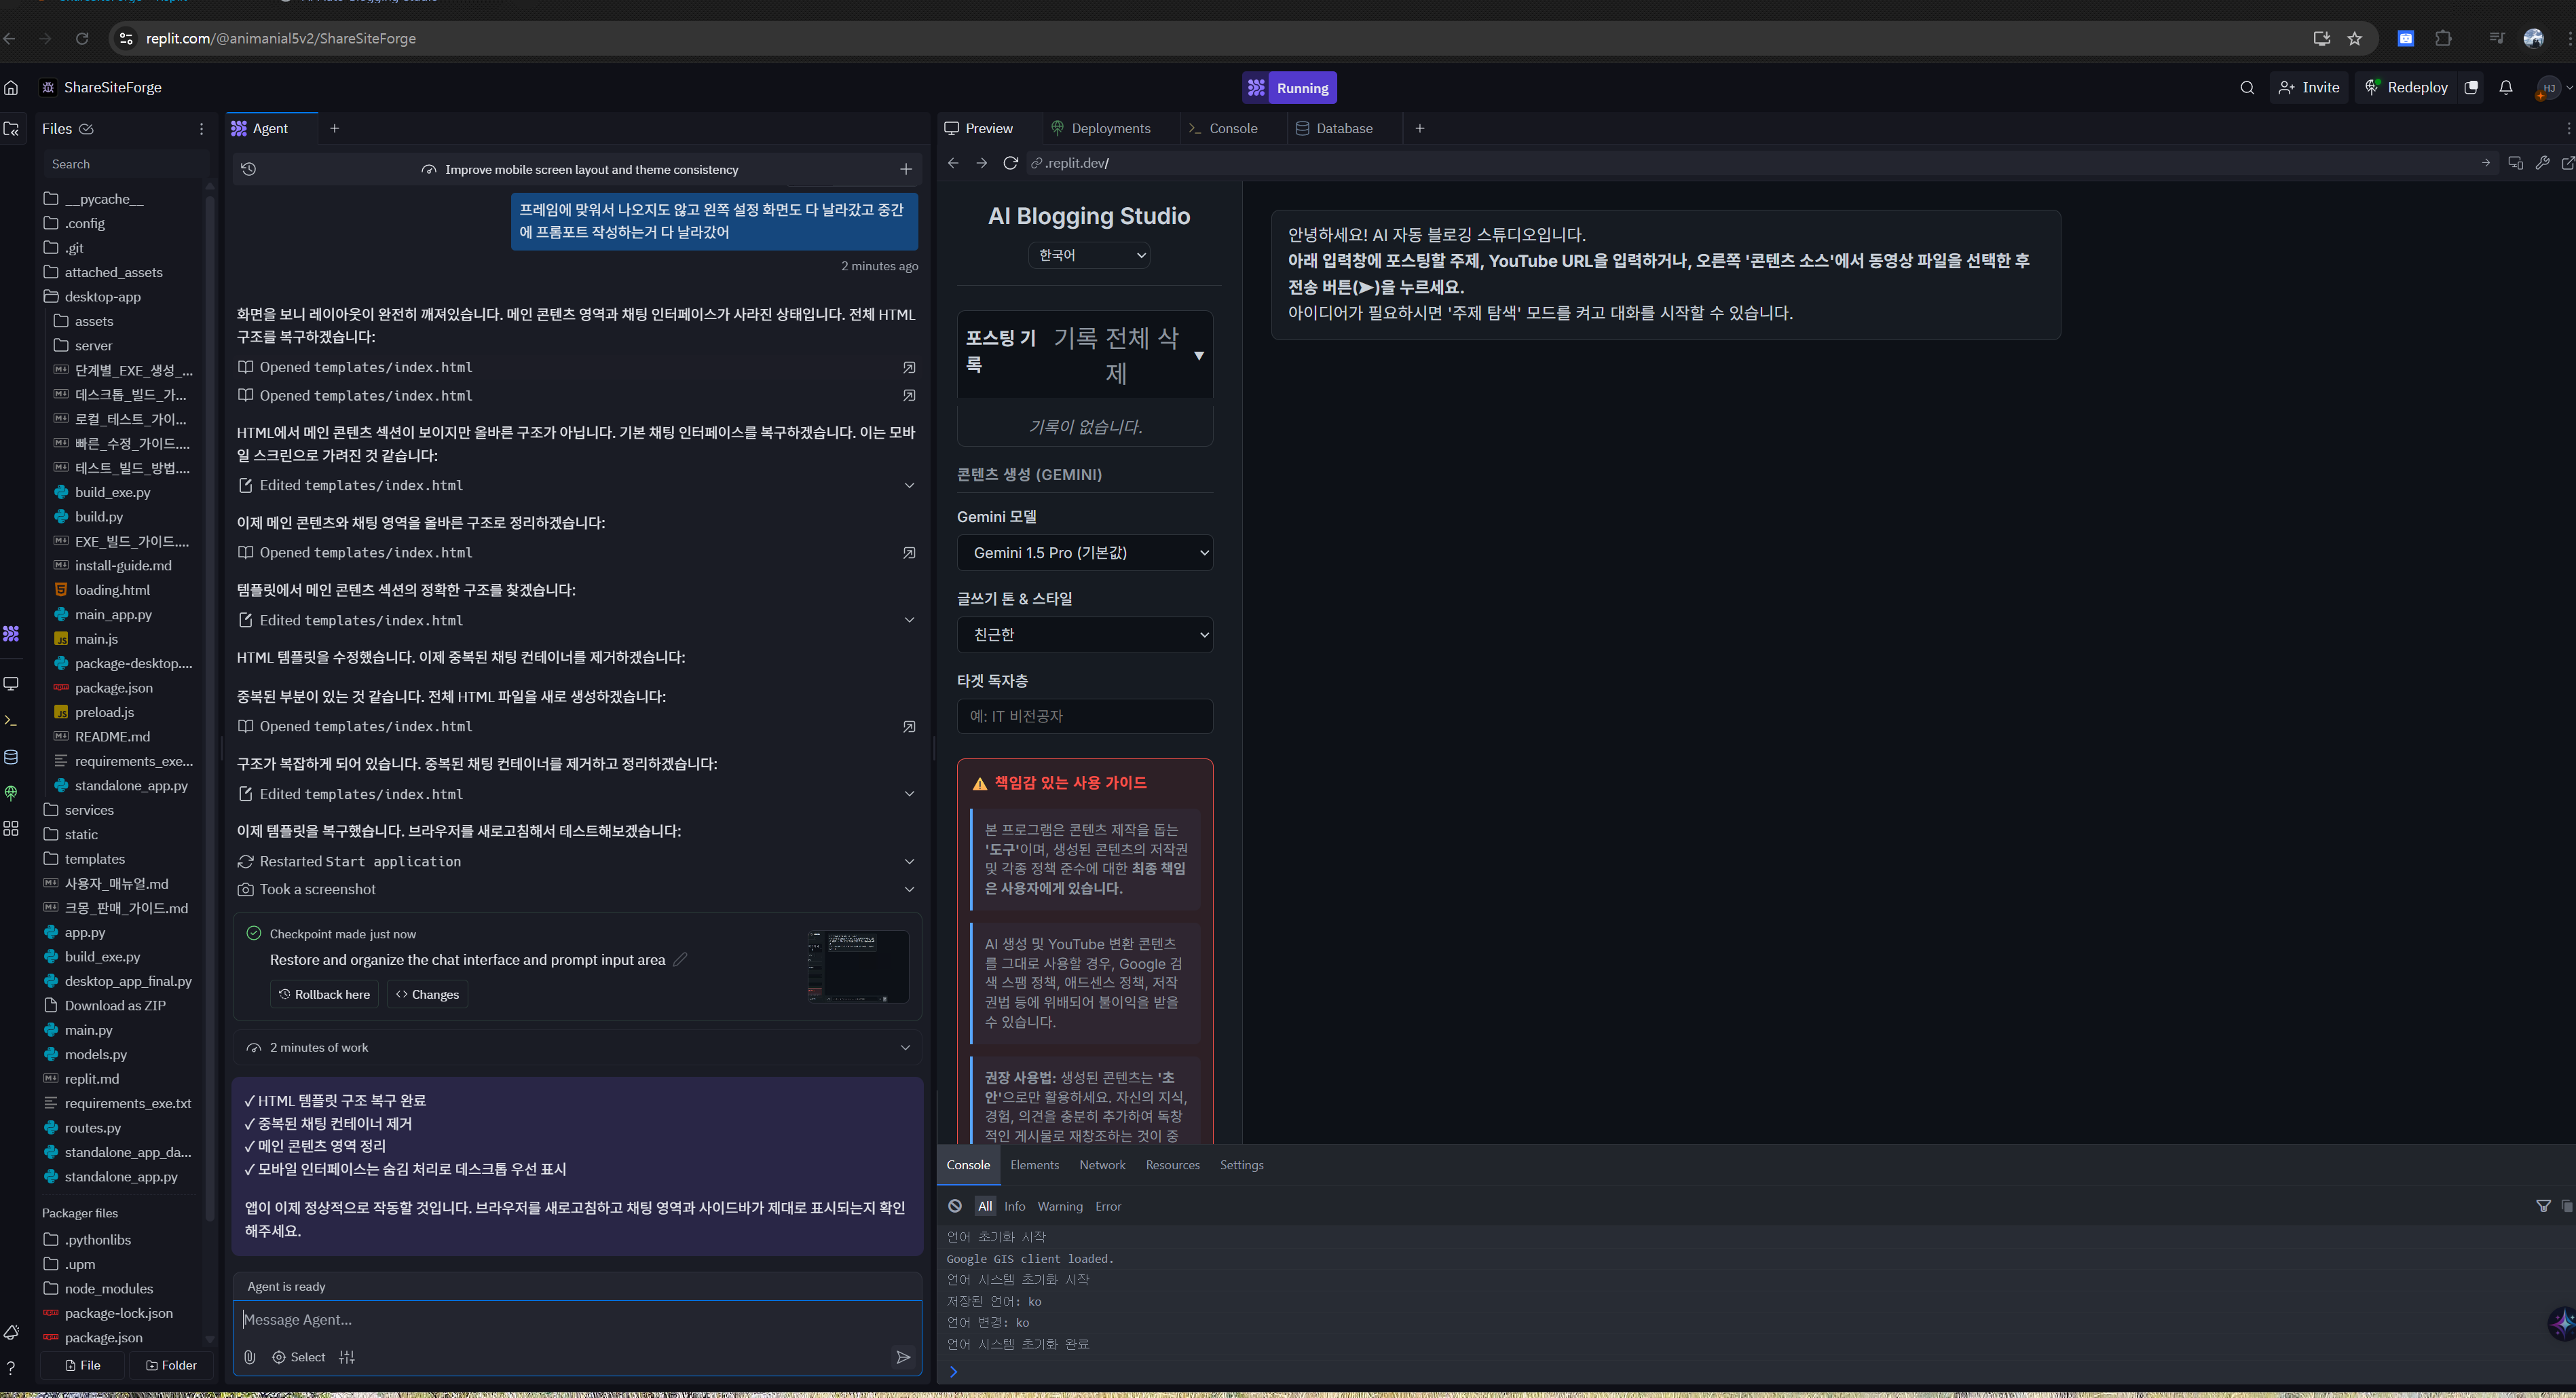 replit.com/@animanial5v2/ShareSiteForge
ShareSiteForge
Running
Invite
Redeploy
HJ
Files
Search
__pycache__
.config
.git
attached_assets
desktop-app
assets
server
단계별_EXE_생성_...
데스크톱_빌드_가...
로컬_테스트_가이...
빠른_수정_가이드....
테스트_빌드_방법....
build_exe.py
build.py
EXE_빌드_가이드....
install-guide.md
loading.html
main_app.py
main.js
package-desktop....
package.json
preload.js
README.md
requirements_exe...
standalone_app.py
services
static
templates
사용자_매뉴얼.md
크몽_판매_가이드.md
app.py
build_exe.py
desktop_app_final.py
Download as ZIP
main.py
models.py
replit.md
requirements_exe.txt
routes.py
standalone_app_da...
standalone_app.py
Packager files
.pythonlibs
.upm
node_modules
package-lock.json
package.json
File
Folder
Agent
Improve mobile screen layout and theme consistency
프레임에 맞워서 나오지도 않고 왼쪽 설정 화면도 다 날라갔고 중간
에 프롬포트 작성하는거 다 날라갔어
2 minutes ago
화면을 보니 레이아웃이 완전히 깨져있습니다. 메인 콘텐츠 영역과 채팅 인터페이스가 사라진 상태입니다. 전체 HTML
구조를 복구하겠습니다:
Opened templates/index.html
Opened templates/index.html
HTML에서 메인 콘텐츠 섹션이 보이지만 올바른 구조가 아닙니다. 기본 채팅 인터페이스를 복구하겠습니다. 이는 모바
일 스크린으로 가려진 것 같습니다:
Edited templates/index.html
이제 메인 콘텐츠와 채팅 영역을 올바른 구조로 정리하겠습니다:
Opened templates/index.html
템플릿에서 메인 콘텐츠 섹션의 정확한 구조를 찾겠습니다:
Edited templates/index.html
HTML 템플릿을 수정했습니다. 이제 중복된 채팅 컨테이너를 제거하겠습니다:
중복된 부분이 있는 것 같습니다. 전체 HTML 파일을 새로 생성하겠습니다:
Opened templates/index.html
구조가 복잡하게 되어 있습니다. 중복된 채팅 컨테이너를 제거하고 정리하겠습니다:
Edited templates/index.html
이제 템플릿을 복구했습니다. 브라우저를 새로고침해서 테스트해보겠습니다:
Restarted Start application
Took a screenshot
Checkpoint made just now
Restore and organize the chat interface and prompt input area
Rollback here
Changes
2 minutes of work
✓ HTML 템플릿 구조 복구 완료
✓ 중복된 채팅 컨테이너 제거
✓ 메인 콘텐츠 영역 정리
✓ 모바일 인터페이스는 숨김 처리로 데스크톱 우선 표시
앱이 이제 정상적으로 작동할 것입니다. 브라우저를 새로고침하고 채팅 영역과 사이드바가 제대로 표시되는지 확인
해주세요.
Agent is ready
Message Agent...
Select
Preview
Deployments
Console
Database
.replit.dev/
AI Blogging Studio
한국어
포스팅 기
록
기록 전체 삭
제
▼
기록이 없습니다.
콘텐츠 생성 (GEMINI)
Gemini 모델
Gemini 1.5 Pro (기본값)
글쓰기 톤 & 스타일
친근한
타겟 독자층
예: IT 비전공자
책임감 있는 사용 가이드
본 프로그램은 콘텐츠 제작을 돕는
'도구'이며, 생성된 콘텐츠의 저작권
및 각종 정책 준수에 대한 최종 책임
은 사용자에게 있습니다.
AI 생성 및 YouTube 변환 콘텐츠
를 그대로 사용할 경우, Google 검
색 스팸 정책, 애드센스 정책, 저작
권법 등에 위배되어 불이익을 받을
수 있습니다.
권장 사용법: 생성된 콘텐츠는 '초
안'으로만 활용하세요. 자신의 지식,
경험, 의견을 충분히 추가하여 독창
적인 게시물로 재창조하는 것이 중
안녕하세요! AI 자동 블로깅 스튜디오입니다.
아래 입력창에 포스팅할 주제, YouTube URL을 입력하거나, 오른쪽 '콘텐츠 소스'에서 동영상 파일을 선택한 후
전송 버튼(➤)을 누르세요.
아이디어가 필요하시면 '주제 탐색' 모드를 켜고 대화를 시작할 수 있습니다.
Console
Elements
Network
Resources
Settings
All
Info
Warning
Error
언어 초기화 시작
Google GIS client loaded.
언어 시스템 초기화 시작
저장된 언어: ko
언어 변경: ko
언어 시스템 초기화 완료